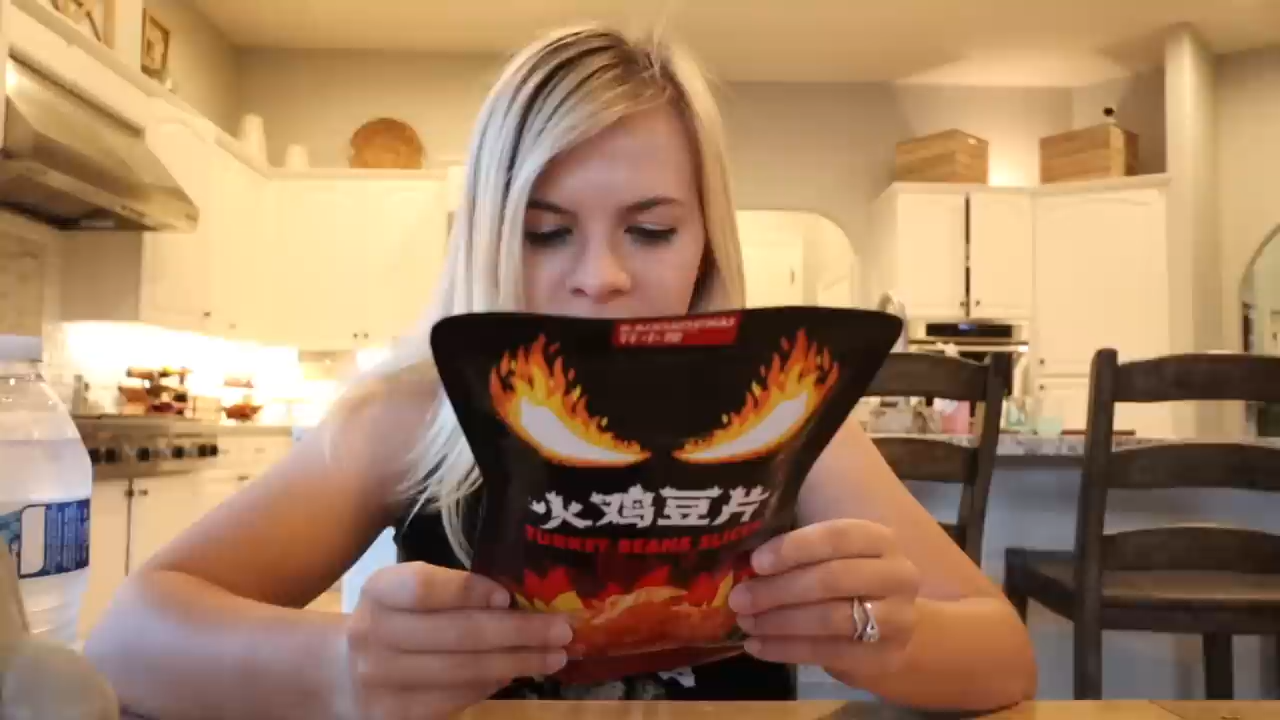 火鸡豆片
TURKEY BEANS SLICES